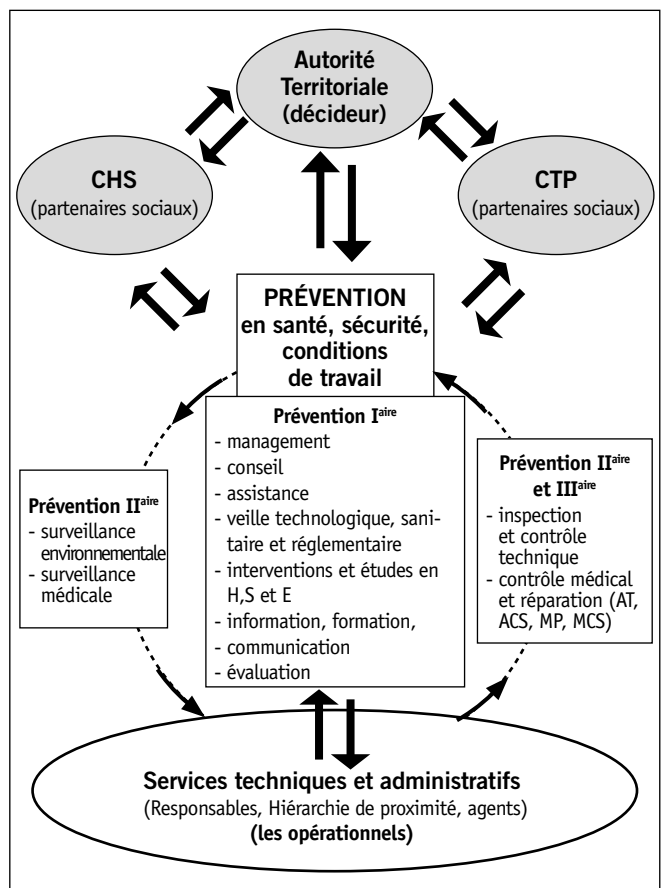 Autorité
Territoriale
(décideur)
CHS
(partenaires sociaux)
CTP
(partenaires sociaux)
PRÉVENTION
en santé, sécurité,
conditions
de travail
Prévention Iaire
- management
- conseil
- assistance
- veille technologique, sani-
taire et réglementaire
- interventions et études en
H,S et E
- information, formation,
- communication
- évaluation
Prévention IIaire
- surveillance
environnementale
- surveillance
médicale
Prévention IIaire
et IIIaire
- inspection
et contrôle
technique
- contrôle médical
et réparation (AT,
ACS, MP, MCS)
Services techniques et administratifs
(Responsables, Hiérarchie de proximité, agents)
(les opérationnels)